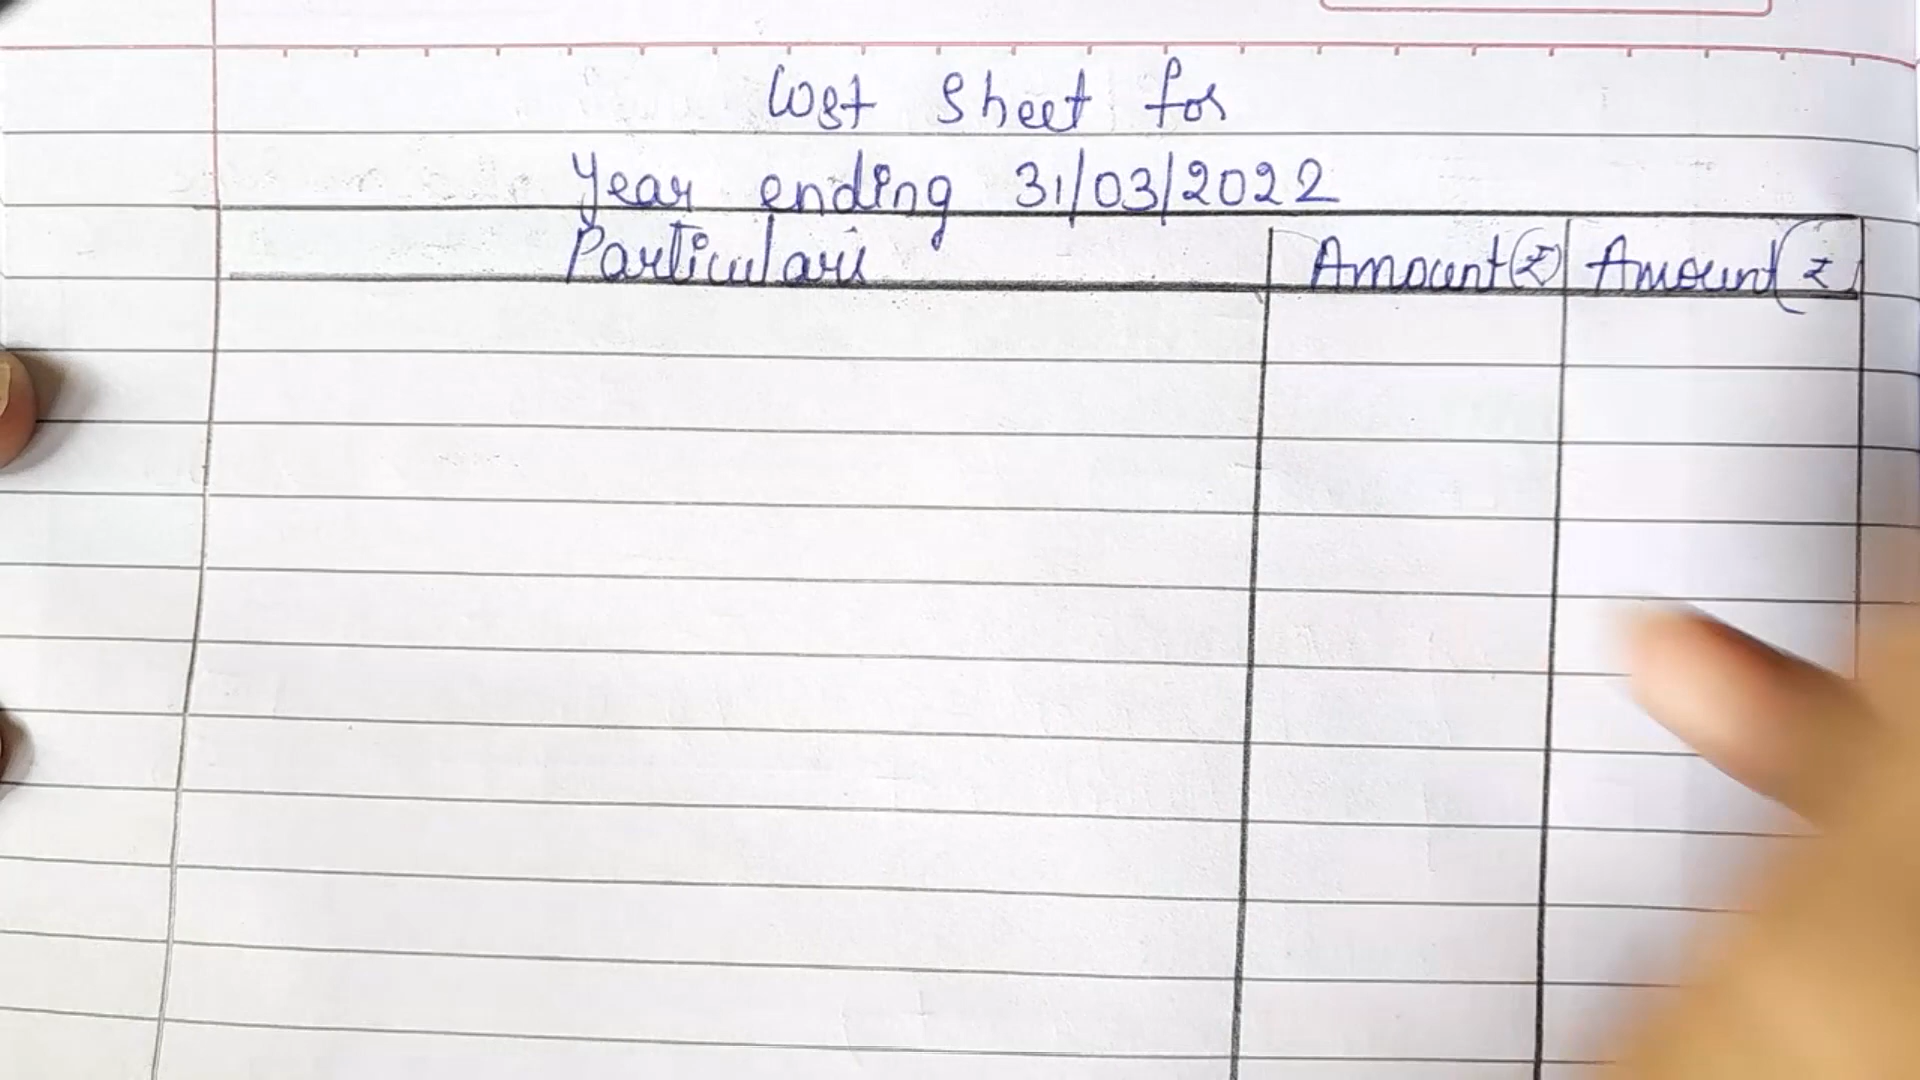 Cost Sheet for
Year ending 31/03/2022
Particulars Amount(₹) Amount(₹)